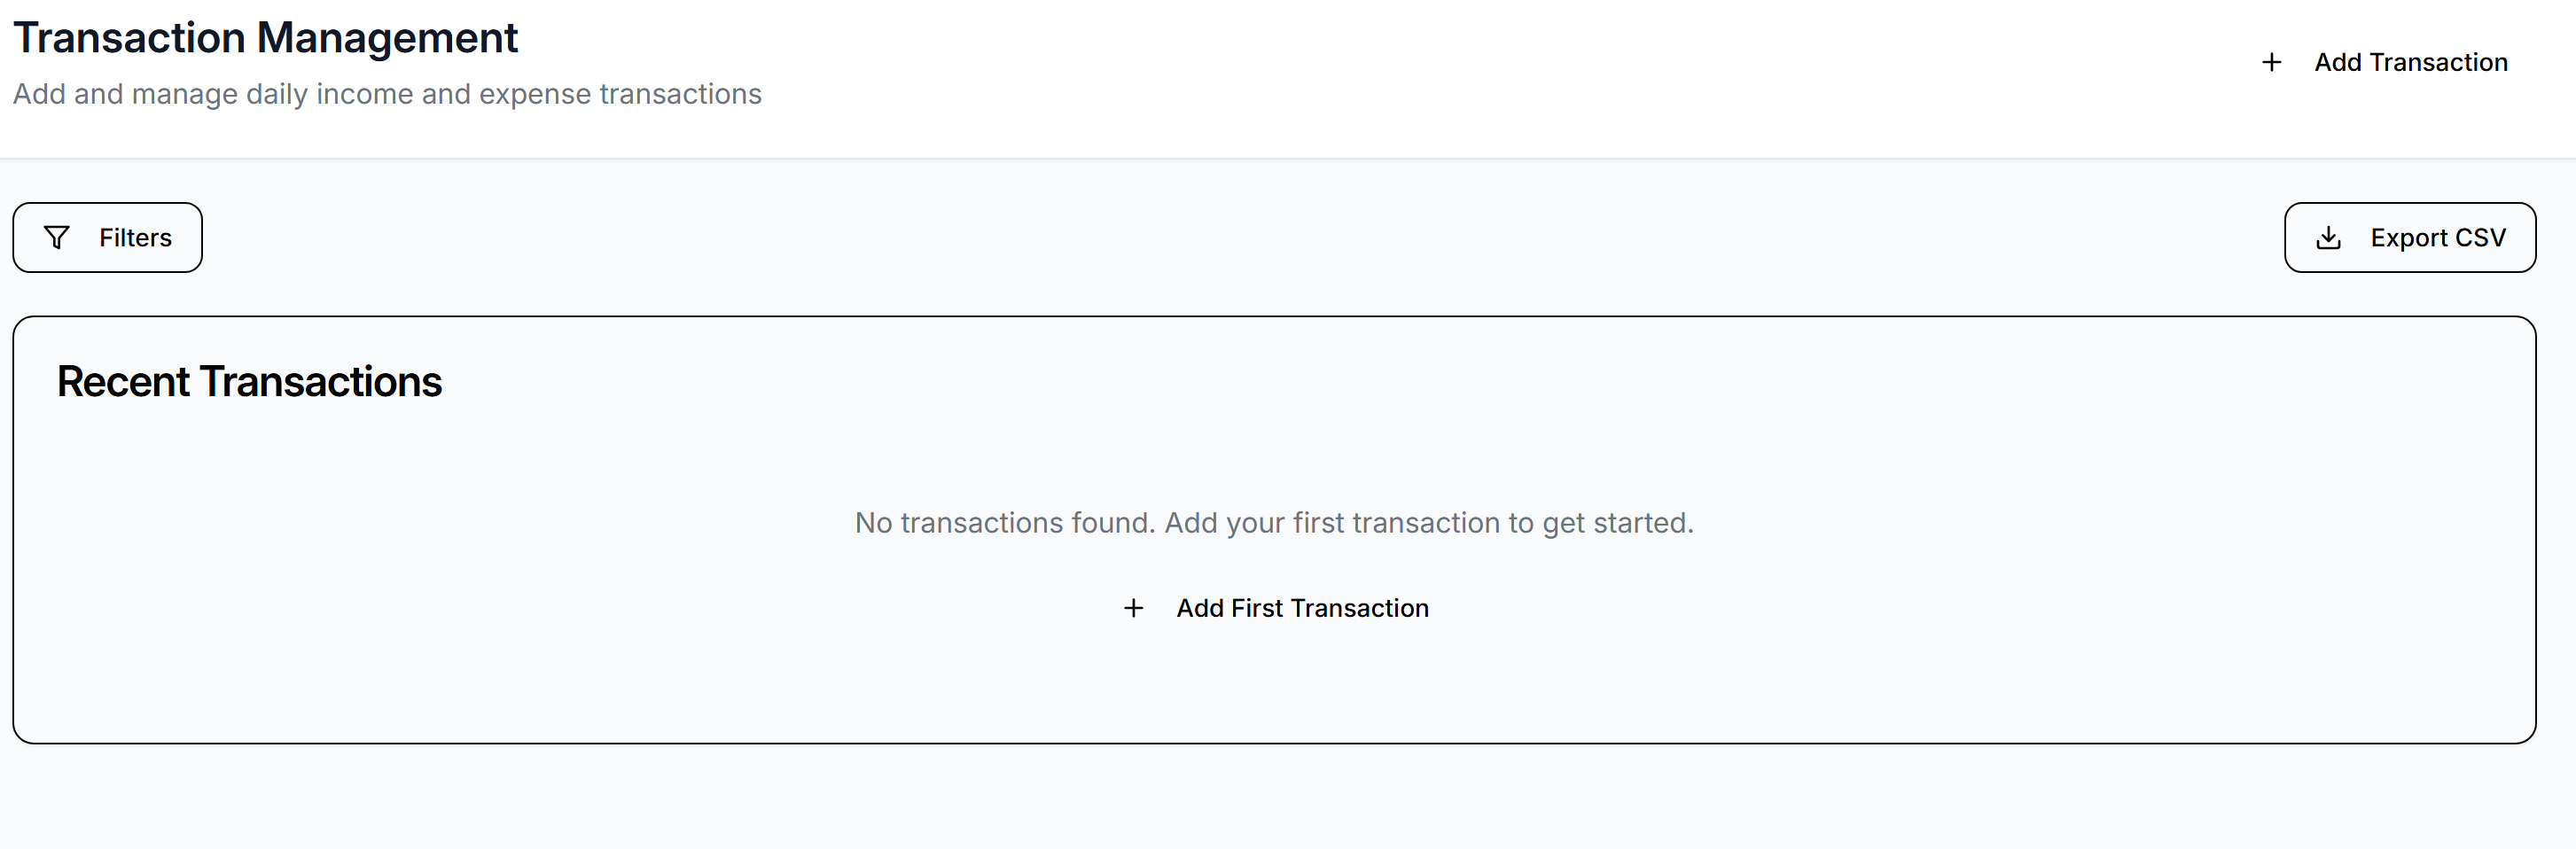 Transaction Management
Add and manage daily income and expense transactions
Add Transaction
Filters
Export CSV
Recent Transactions
No transactions found. Add your first transaction to get started.
Add First Transaction